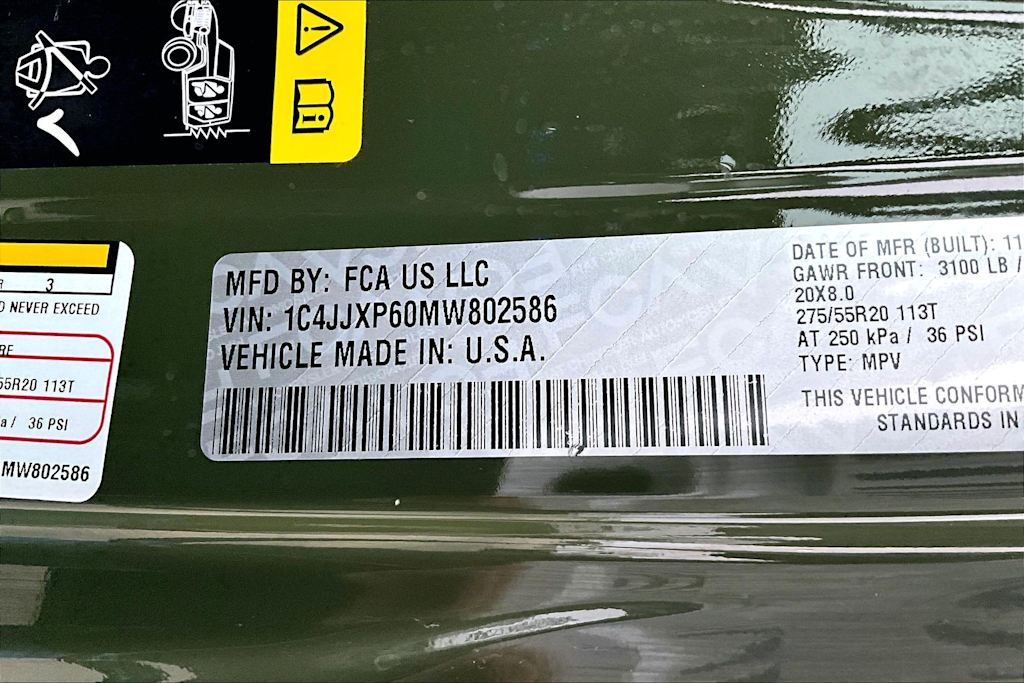 3
NEVER EXCEED
55R20 113T
36 PSI
MW802586
MFD BY: FCA US LLC
VIN: 1C4JJXP60MW802586
VEHICLE MADE IN: U.S.A.
DATE OF MFR (BUILT): 11
GAWR FRONT: 3100 LB /
20X8.0
275/55R20 113T
AT 250 kPa / 36 PSI
TYPE: MPV
THIS VEHICLE CONFORM
STANDARDS IN